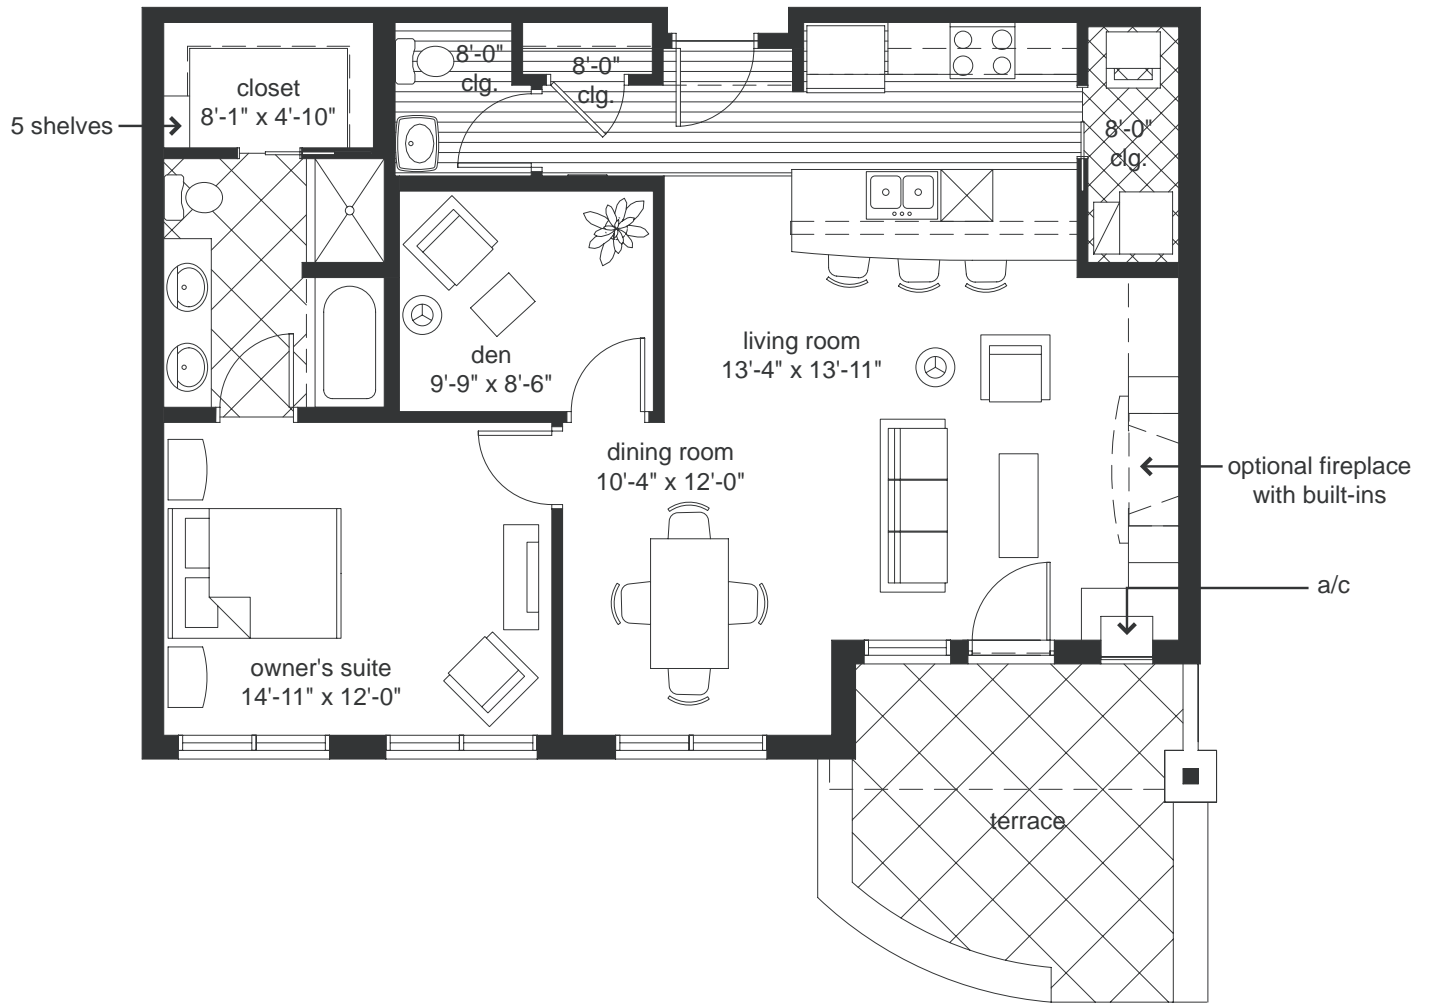 8'-0"
clg.
8'-0"
clg.
closet
8'-1" x 4'-10"
5 shelves
8'-0"
clg.
living room
13'-4" x 13'-11"
den
9'-9" x 8'-6"
dining room
10'-4" x 12'-0"
optional fireplace
with built-ins
a/c
owner's suite
14'-11" x 12'-0"
terrace